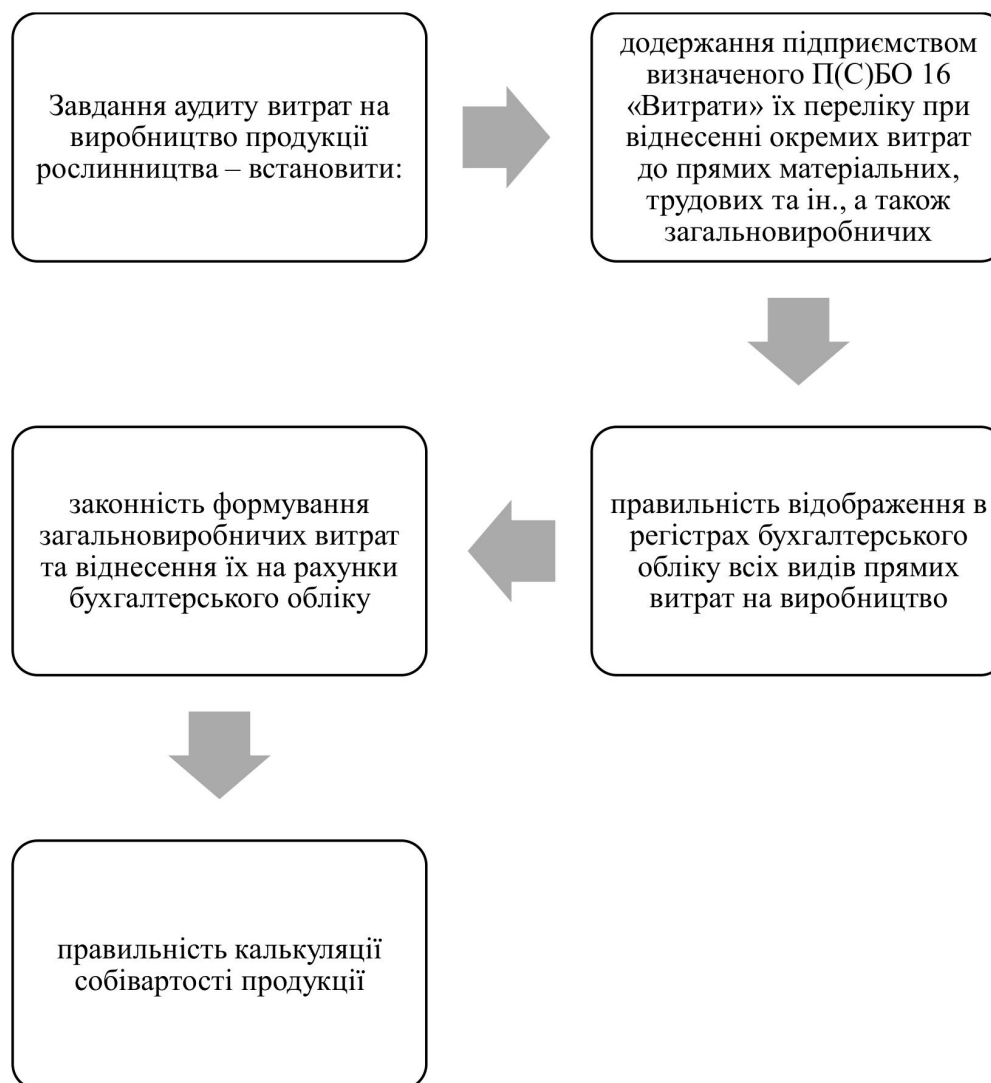 Завдання аудиту витрат на
виробництво продукції
рослинництва – встановити:
додержання підприємством
визначеного П(С)БО 16
«Витрати» їх переліку при
віднесенні окремих витрат
до прямих матеріальних,
трудових та ін., а також
загальновиробничих
правильність відображення в
регістрах бухгалтерського
обліку всіх видів прямих
витрат на виробництво
законність формування
загальновиробничих витрат
та віднесення їх на рахунки
бухгалтерського обліку
правильність калькуляції
собівартості продукції